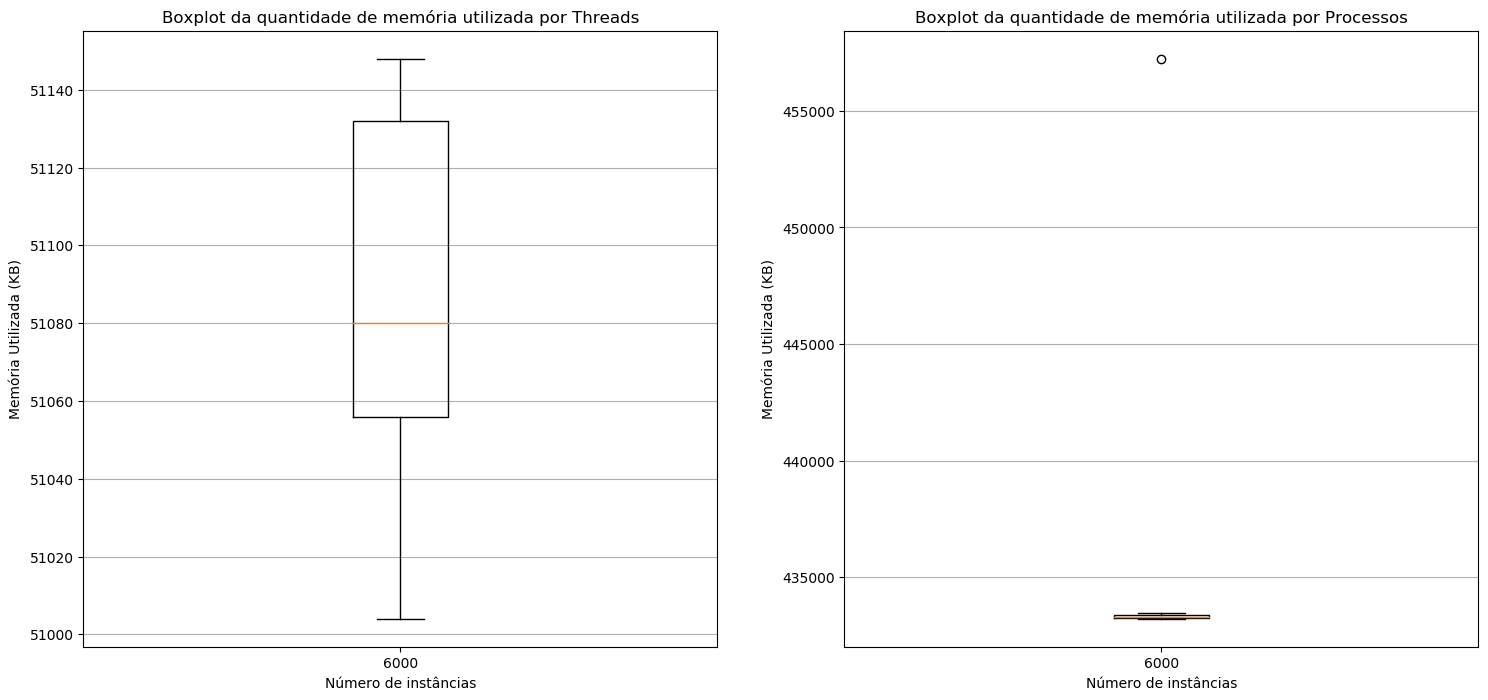 Boxplot da quantidade de memória utilizada por Threads
Memória Utilizada (KB)
51140
51120
51100
51080
51060
51040
51020
51000
6000
Número de instâncias
Boxplot da quantidade de memória utilizada por Processos
Memória Utilizada (KB)
455000
450000
445000
440000
435000
6000
Número de instâncias